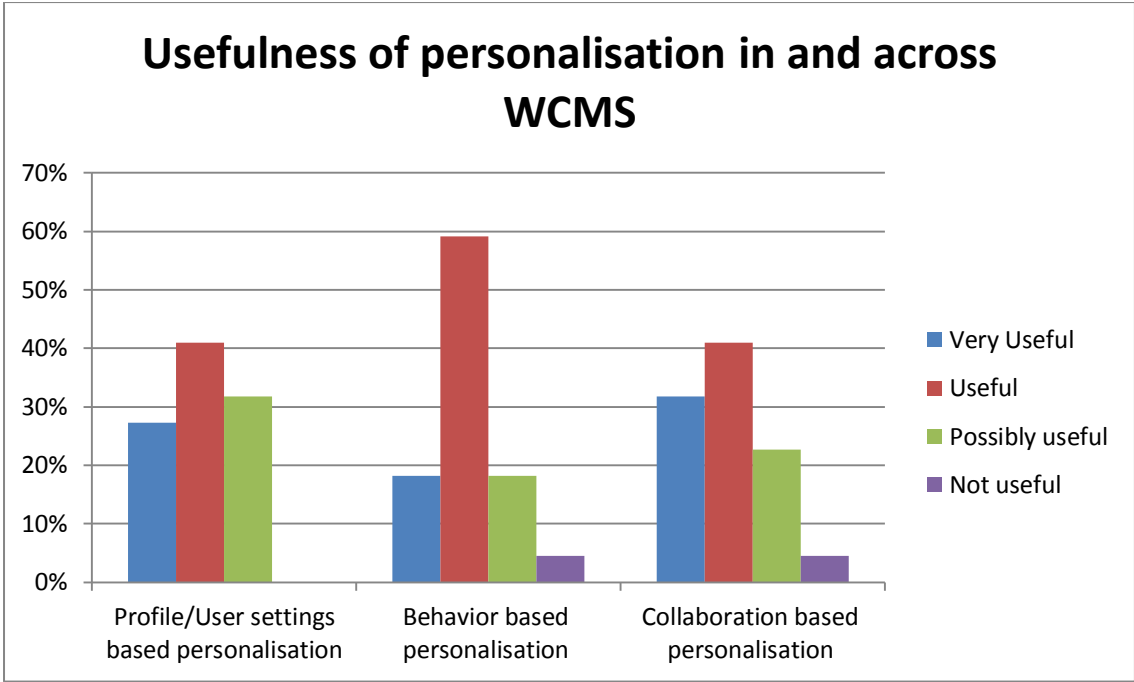 Usefulness of personalisation in and across
WCMS
70%
60%
50%
40%
30%
20%
10%
0%
Profile/User settings
based personalisation
Behavior based
personalisation
Collaboration based
personalisation
Very Useful
Useful
Possibly useful
Not useful